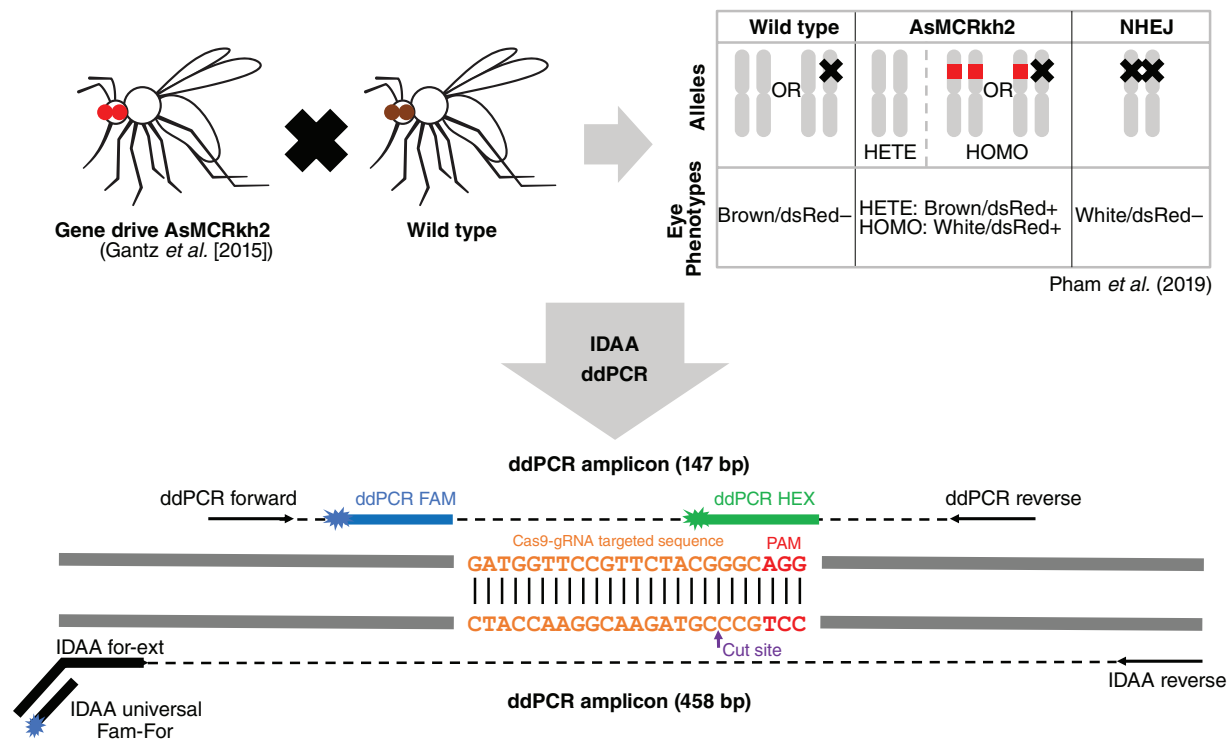 Gene drive AsMCRkh2
(Gantz et al. [2015])
Wild type
Wild type
AsMCRkh2
NHEJ
Alleles
OR
OR
HETE
HOMO
Eye
Phenotypes
Brown/dsRed–
HETE: Brown/dsRed+
HOMO: White/dsRed+
White/dsRed–
Pham et al. (2019)
IDAA
ddPCR
ddPCR amplicon (147 bp)
ddPCR forward
ddPCR FAM
ddPCR HEX
ddPCR reverse
Cas9-gRNA targeted sequence
PAM
GATGGTTCCGTTCTACGGGCAGG
CTACCAAGGCAAGATGCCCGTCC
Cut site
IDAA for-ext
IDAA reverse
IDAA universal
Fam-For
ddPCR amplicon (458 bp)